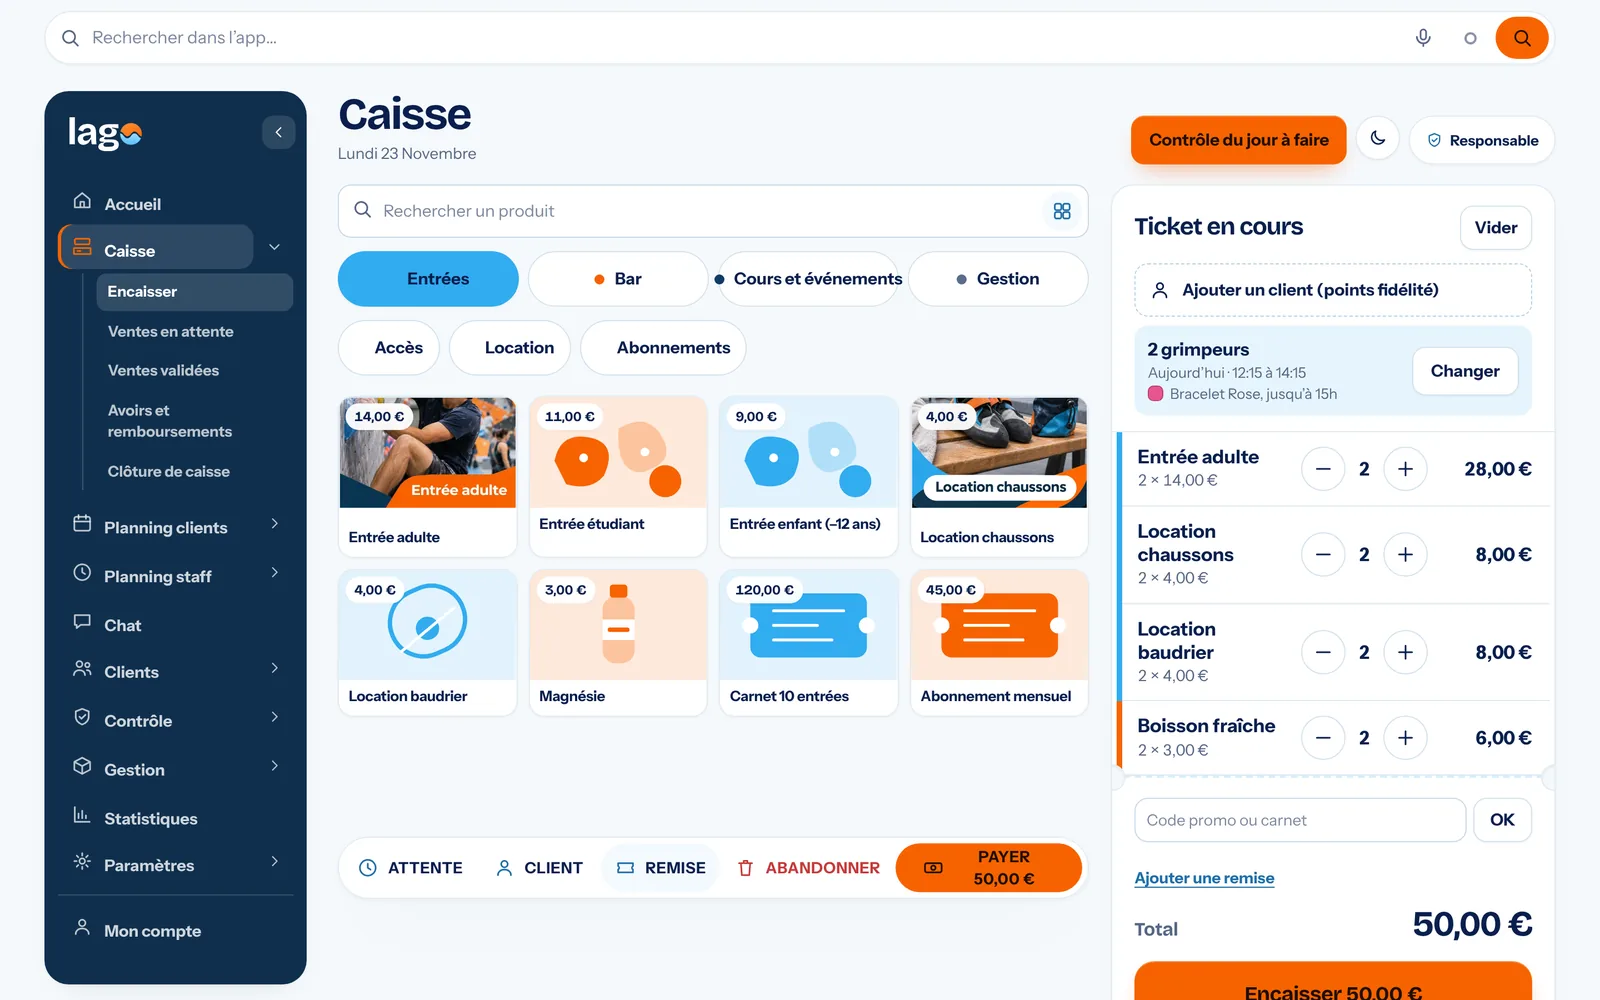 Rechercher dans l'app…
lago
Accueil
Caisse
Encaisser
Ventes en attente
Ventes validées
Avoirs et
remboursements
Clôture de caisse
Planning clients
Planning staff
Chat
Clients
Contrôle
Gestion
Statistiques
Paramètres
Mon compte
Caisse
Lundi 23 Novembre
Contrôle du jour à faire
Responsable
Rechercher un produit
Entrées
Bar
Cours et événements
Gestion
Accès
Location
Abonnements
14,00 €
Entrée adulte
Entrée adulte
11,00 €
Entrée étudiant
9,00 €
Entrée enfant (–12 ans)
4,00 €
Location chaussons
Location chaussons
4,00 €
Location baudrier
3,00 €
Magnésie
120,00 €
Carnet 10 entrées
45,00 €
Abonnement mensuel
ATTENTE
CLIENT
REMISE
ABANDONNER
PAYER
50,00 €
Ticket en cours
Vider
Ajouter un client (points fidélité)
2 grimpeurs
Aujourd'hui · 12:15 à 14:15
Bracelet Rose, jusqu'à 15h
Changer
Entrée adulte
2 × 14,00 €
2
28,00 €
Location
chaussons
2 × 4,00 €
2
8,00 €
Location
baudrier
2 × 4,00 €
2
8,00 €
Boisson fraîche
2 × 3,00 €
2
6,00 €
Code promo ou carnet
OK
Ajouter une remise
Total
50,00 €
Encaisser 50,00 €